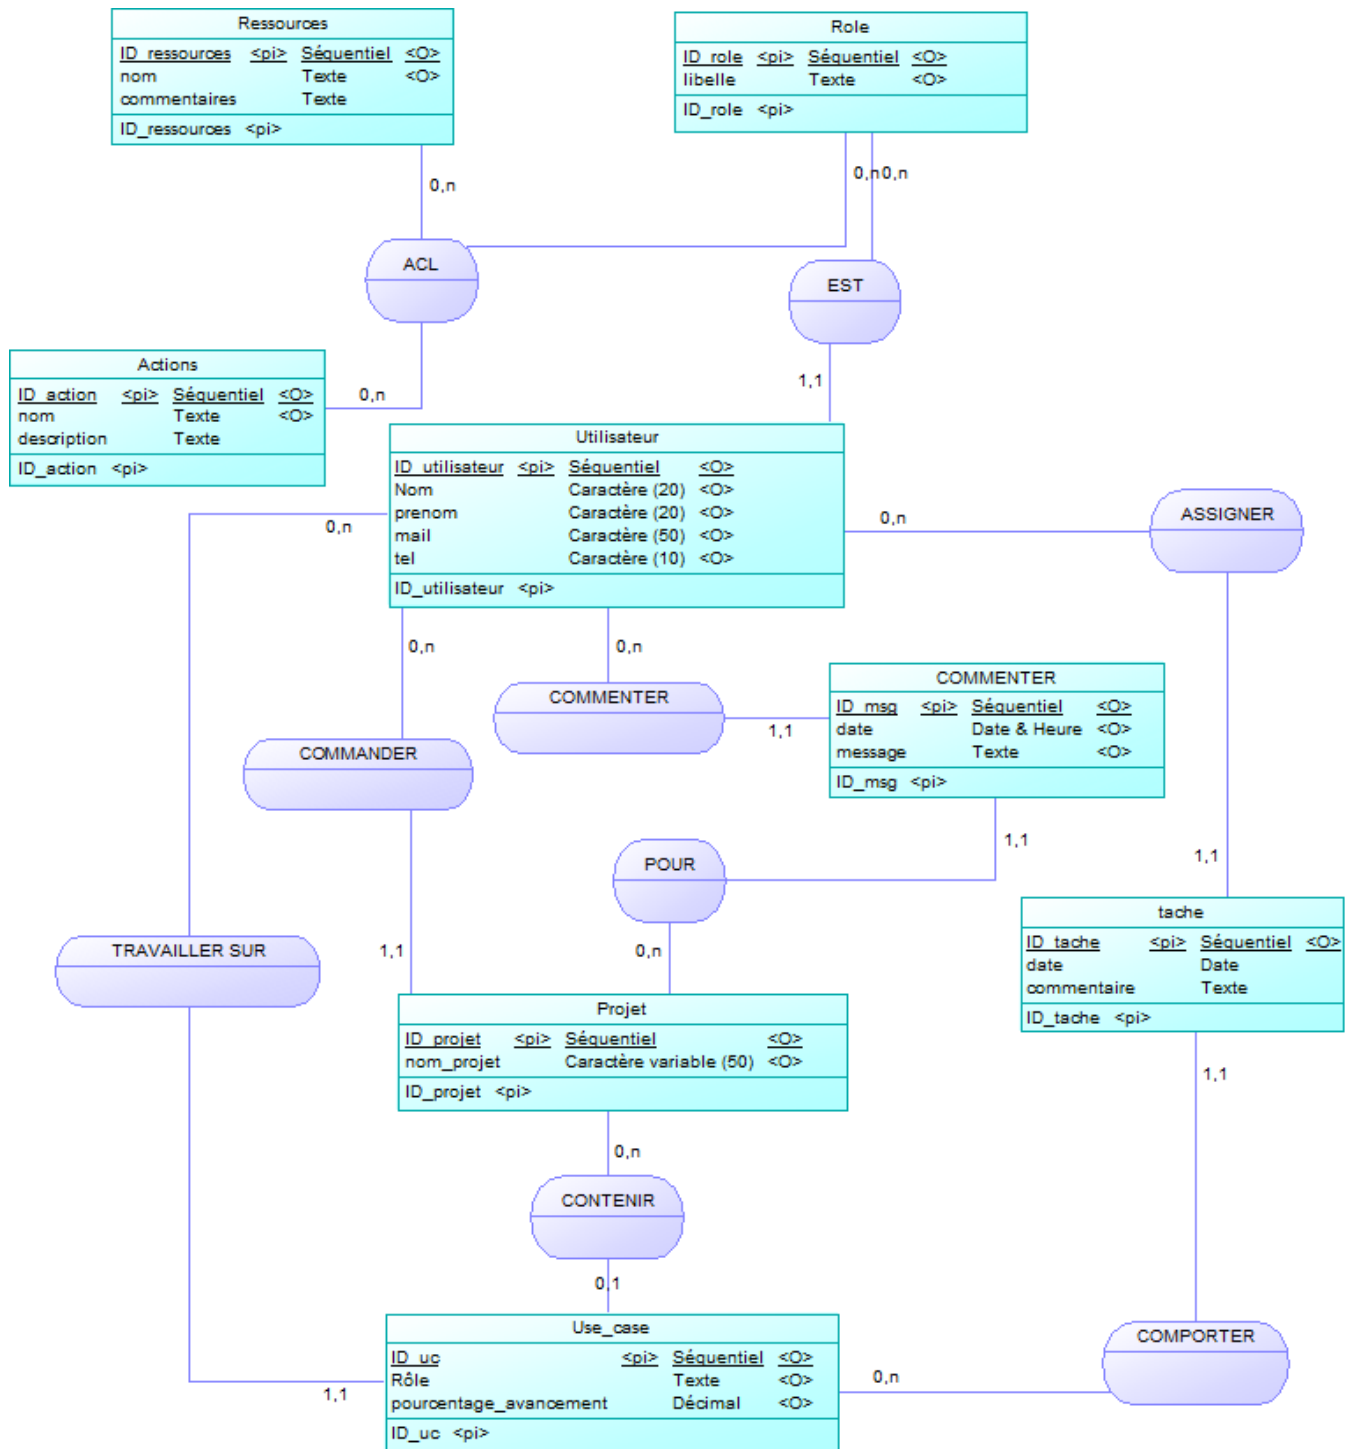 Ressources
ID_ressources <pi> Séquentiel <O>
nom Texte <O>
commentaires Texte
ID_ressources <pi>
Role
ID_role <pi> Séquentiel <O>
libelle Texte <O>
ID_role <pi>
0,n
0,n
0,n
ACL
EST
Actions
ID_action <pi> Séquentiel <O>
nom Texte <O>
description Texte
ID_action <pi>
0,n
1,1
Utilisateur
ID_utilisateur <pi> Séquentiel <O>
Nom Caractère (20) <O>
prenom Caractère (20) <O>
mail Caractère (50) <O>
tel Caractère (10) <O>
ID_utilisateur <pi>
0,n
0,n
ASSIGNER
0,n
0,n
COMMENTER
COMMENTER
ID_msg <pi> Séquentiel <O>
date Date & Heure <O>
message Texte <O>
ID_msg <pi>
1,1
COMMANDER
1,1
1,1
POUR
TRAVAILLER SUR
1,1
0,n
tache
ID_tache <pi> Séquentiel <O>
date Date
commentaire Texte
ID_tache <pi>
Projet
ID_projet <pi> Séquentiel <O>
nom_projet Caractère variable (50) <O>
ID_projet <pi>
1,1
0,n
CONTENIR
0,1
Use_case
ID_uc <pi> Séquentiel <O>
Rôle Texte <O>
pourcentage_avancement Décimal <O>
ID_uc <pi>
1,1
0,n
COMPORTER